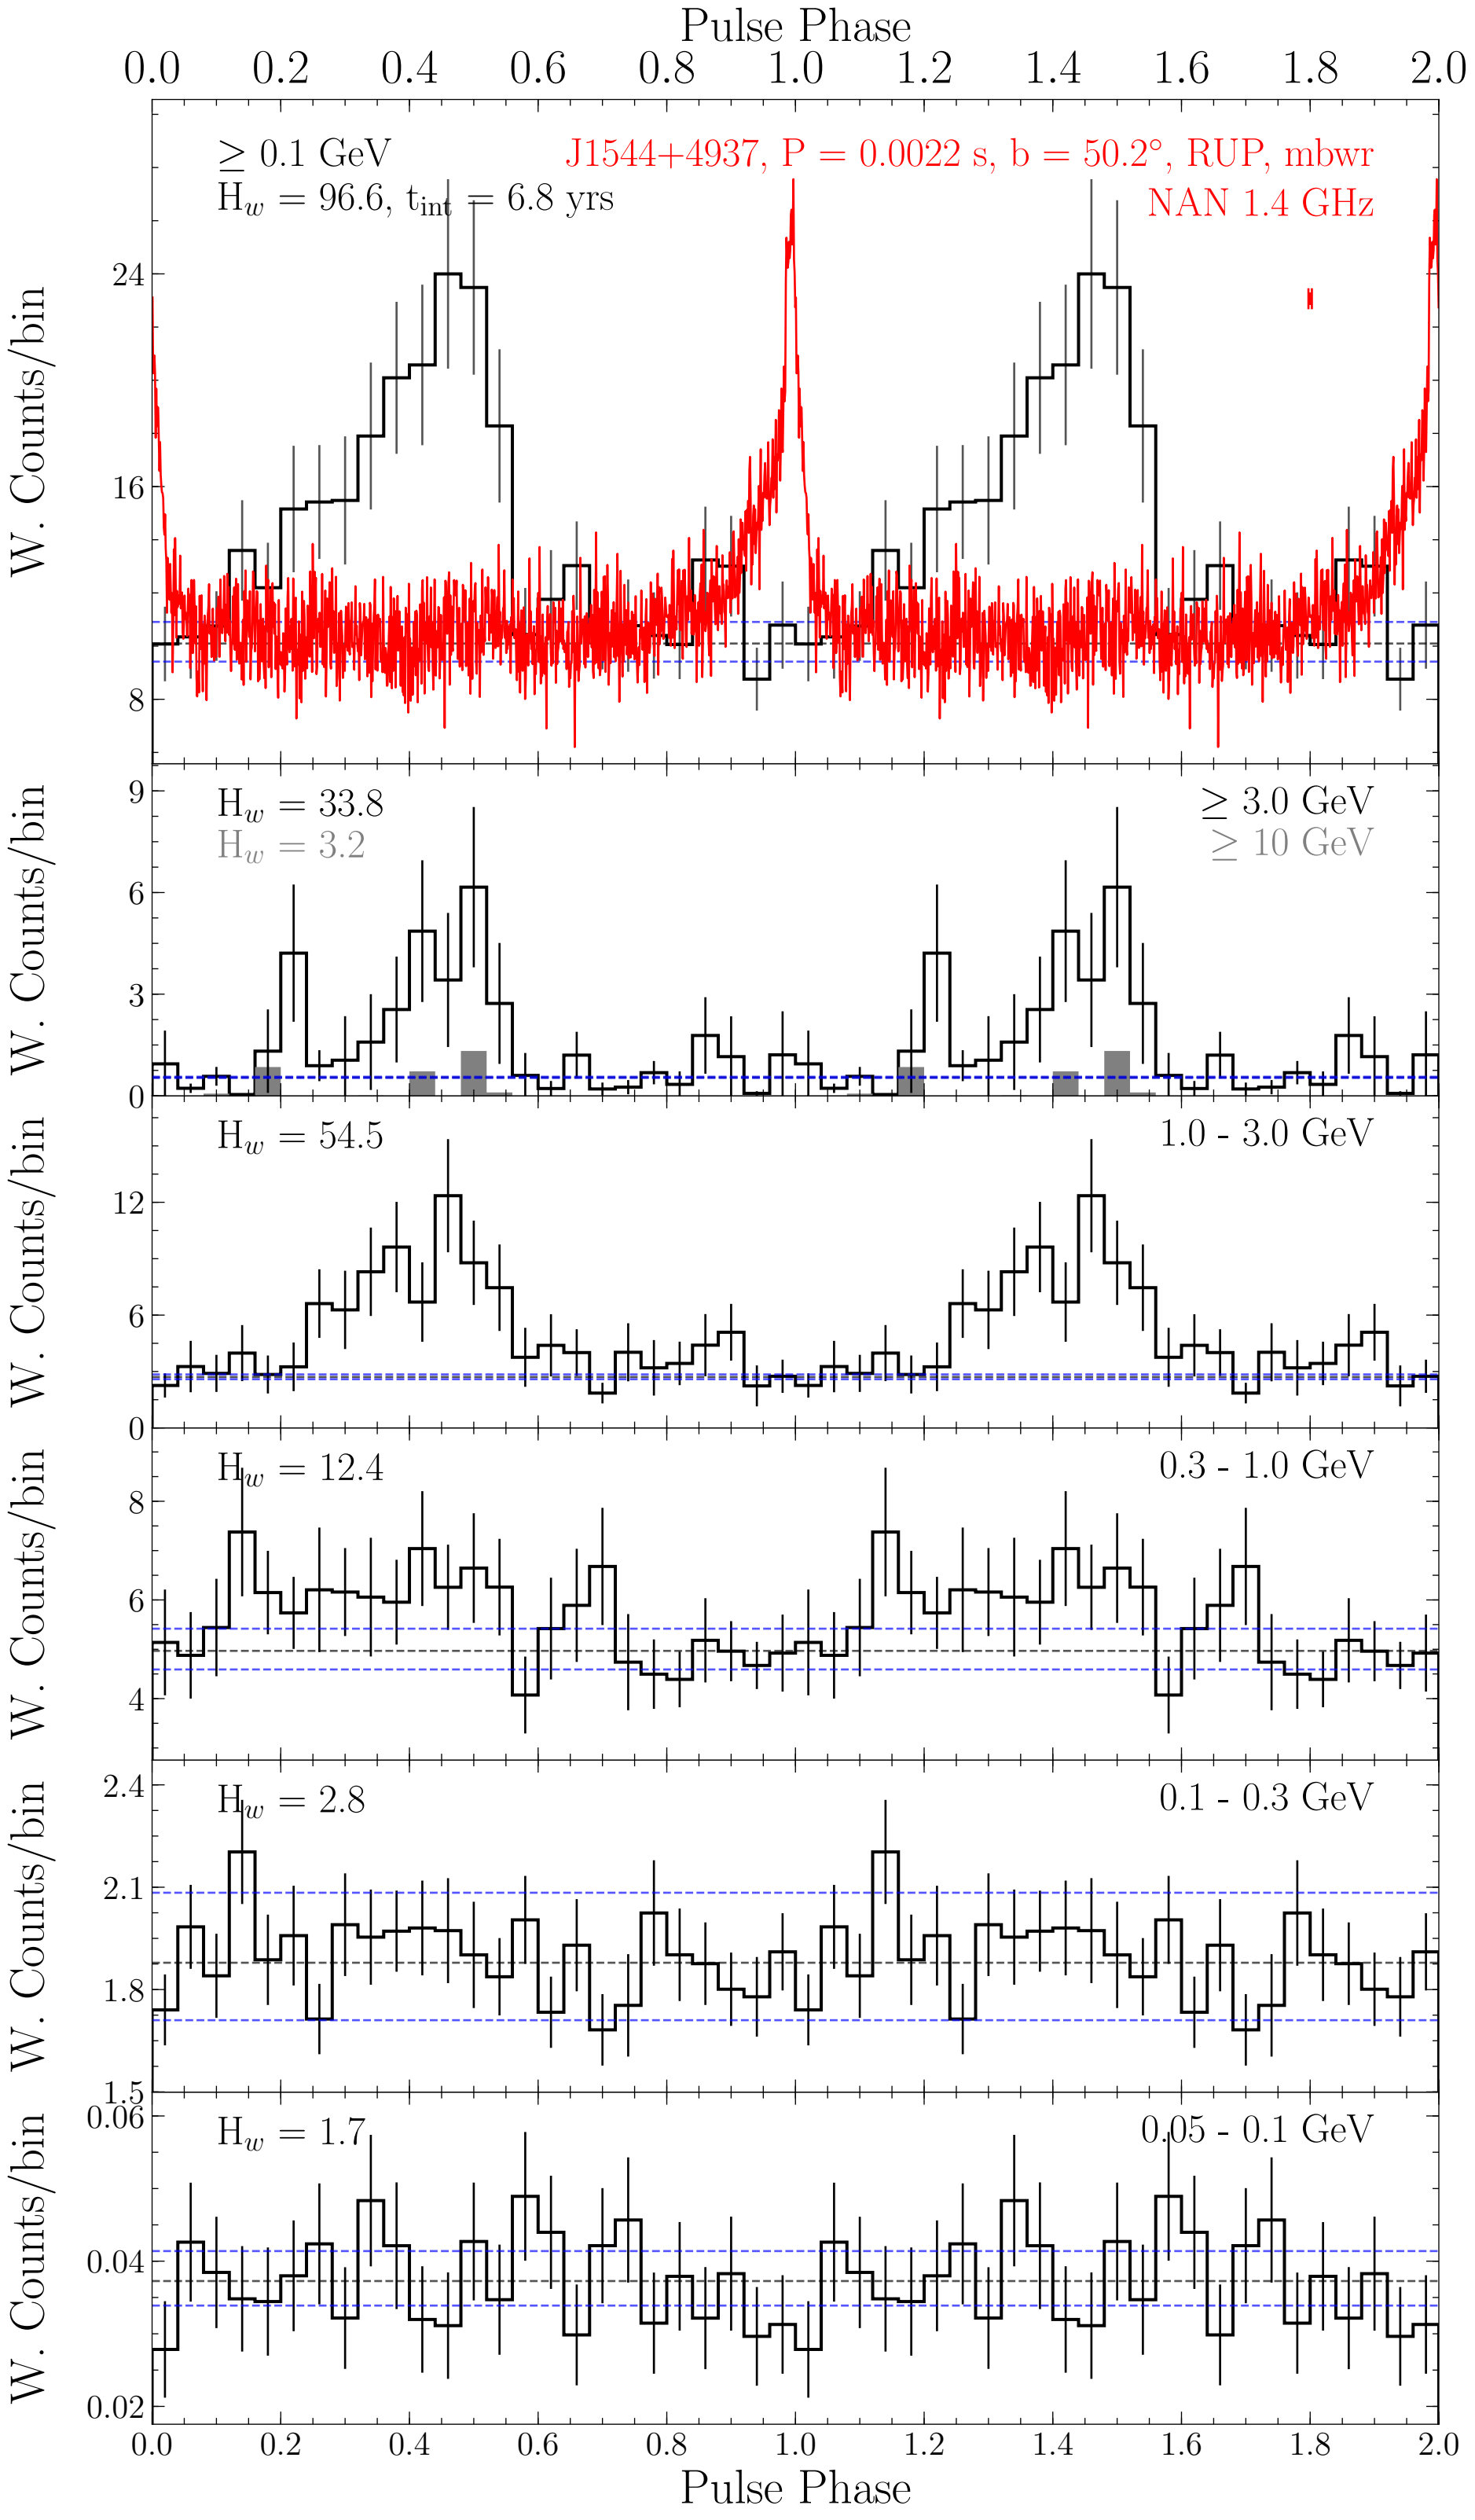 Pulse Phase
0.0 0.2 0.4 0.6 0.8 1.0 1.2 1.4 1.6 1.8 2.0
≥ 0.1 GeV
J1544+4937, P = 0.0022 s, b = 50.2°, RUP, mbwr
H_w = 96.6, t_int = 6.8 yrs
NAN 1.4 GHz
W. Counts/bin
24
16
8
H_w = 33.8
≥ 3.0 GeV
H_w = 3.2
≥ 10 GeV
W. Counts/bin
9
6
3
0
H_w = 54.5
1.0 - 3.0 GeV
W. Counts/bin
12
6
0
H_w = 12.4
0.3 - 1.0 GeV
W. Counts/bin
8
6
4
H_w = 2.8
0.1 - 0.3 GeV
W. Counts/bin
2.4
2.1
1.8
1.5
H_w = 1.7
0.05 - 0.1 GeV
W. Counts/bin
0.06
0.04
0.02
0.0 0.2 0.4 0.6 0.8 1.0 1.2 1.4 1.6 1.8 2.0
Pulse Phase